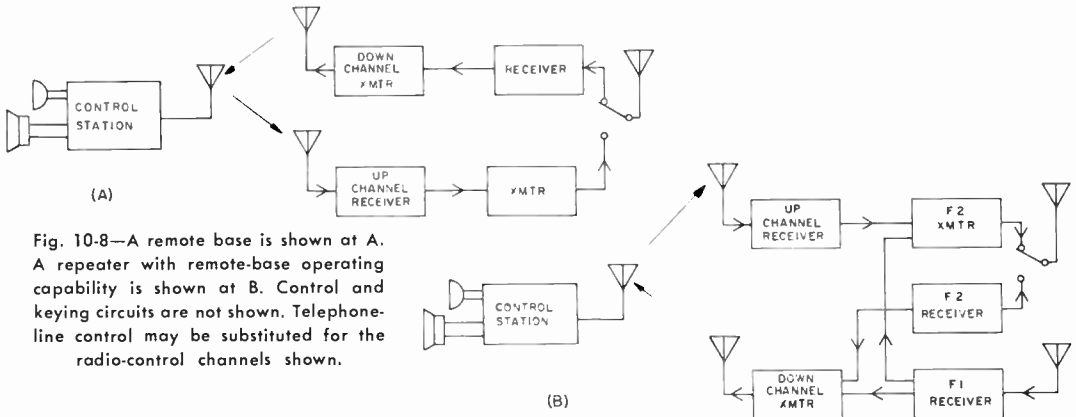 CONTROL
STATION
(A)
DOWN
CHANNEL
XMTR
RECEIVER
UP
CHANNEL
RECEIVER
XMTR
Fig. 10-8—A remote base is shown at A.
A repeater with remote-base operating
capability is shown at B. Control and
keying circuits are not shown. Telephone-
line control may be substituted for the
radio-control channels shown.
CONTROL
STATION
(B)
UP
CHANNEL
RECEIVER
F2
XMTR
F2
RECEIVER
DOWN
CHANNEL
XMTR
F1
RECEIVER